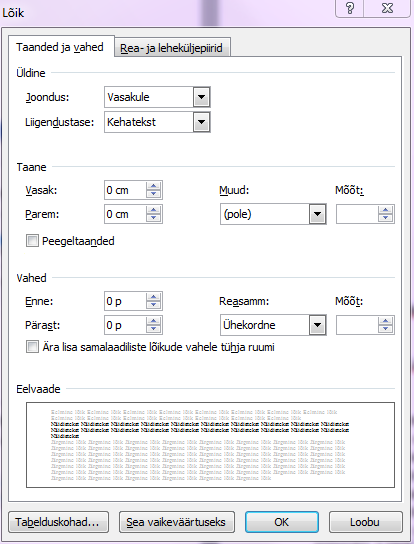 Lõik
Taanded ja vahed Rea- ja leheküljepiirid
Üldine
Joondus: Vasakule
Liigendustase: Kehatekst
Taane
Vasak: 0 cm Muud: Mõõt:
Parem: 0 cm (pole)
Peegeltaanded
Vahed
Enne: 0 p Reasamm: Mõõt:
Pärast: 0 p Ühekordne
Ära lisa samalaadiliste lõikude vahele tühja ruumi
Eelvaade
Tabelduskohad... Sea vaikeväärtuseks OK Loobu